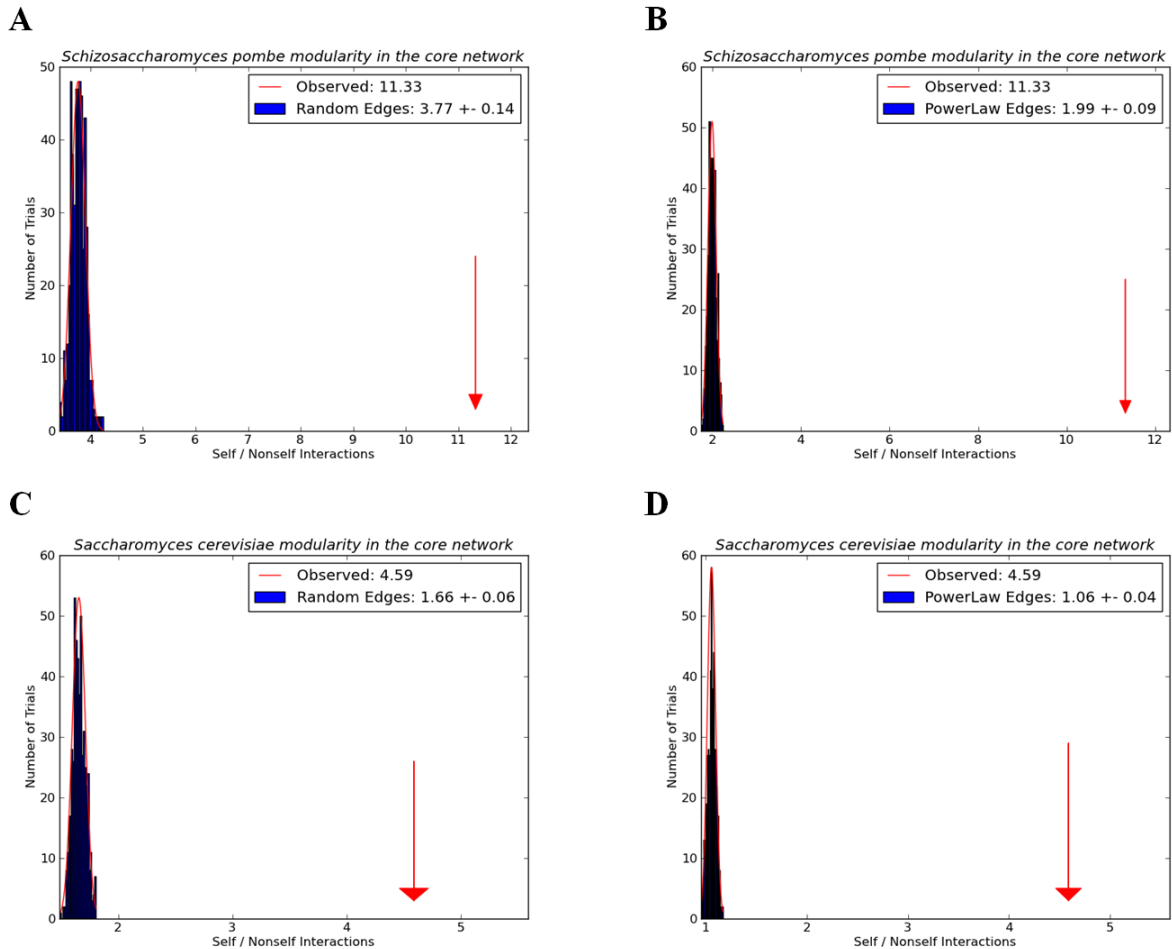 A
Schizosaccharomyces pombe modularity in the core network
Observed: 11.33
Random Edges: 3.77 +- 0.14
Number of Trials
50
40
30
20
10
0
4 5 6 7 8 9 10 11 12
Self / Nonself Interactions
B
Schizosaccharomyces pombe modularity in the core network
Observed: 11.33
PowerLaw Edges: 1.99 +- 0.09
Number of Trials
60
50
40
30
20
10
0
2 4 6 8 10 12
Self / Nonself Interactions
C
Saccharomyces cerevisiae modularity in the core network
Observed: 4.59
Random Edges: 1.66 +- 0.06
Number of Trials
60
50
40
30
20
10
0
2 3 4 5
Self / Nonself Interactions
D
Saccharomyces cerevisiae modularity in the core network
Observed: 4.59
PowerLaw Edges: 1.06 +- 0.04
Number of Trials
60
50
40
30
20
10
0
1 2 3 4 5
Self / Nonself Interactions